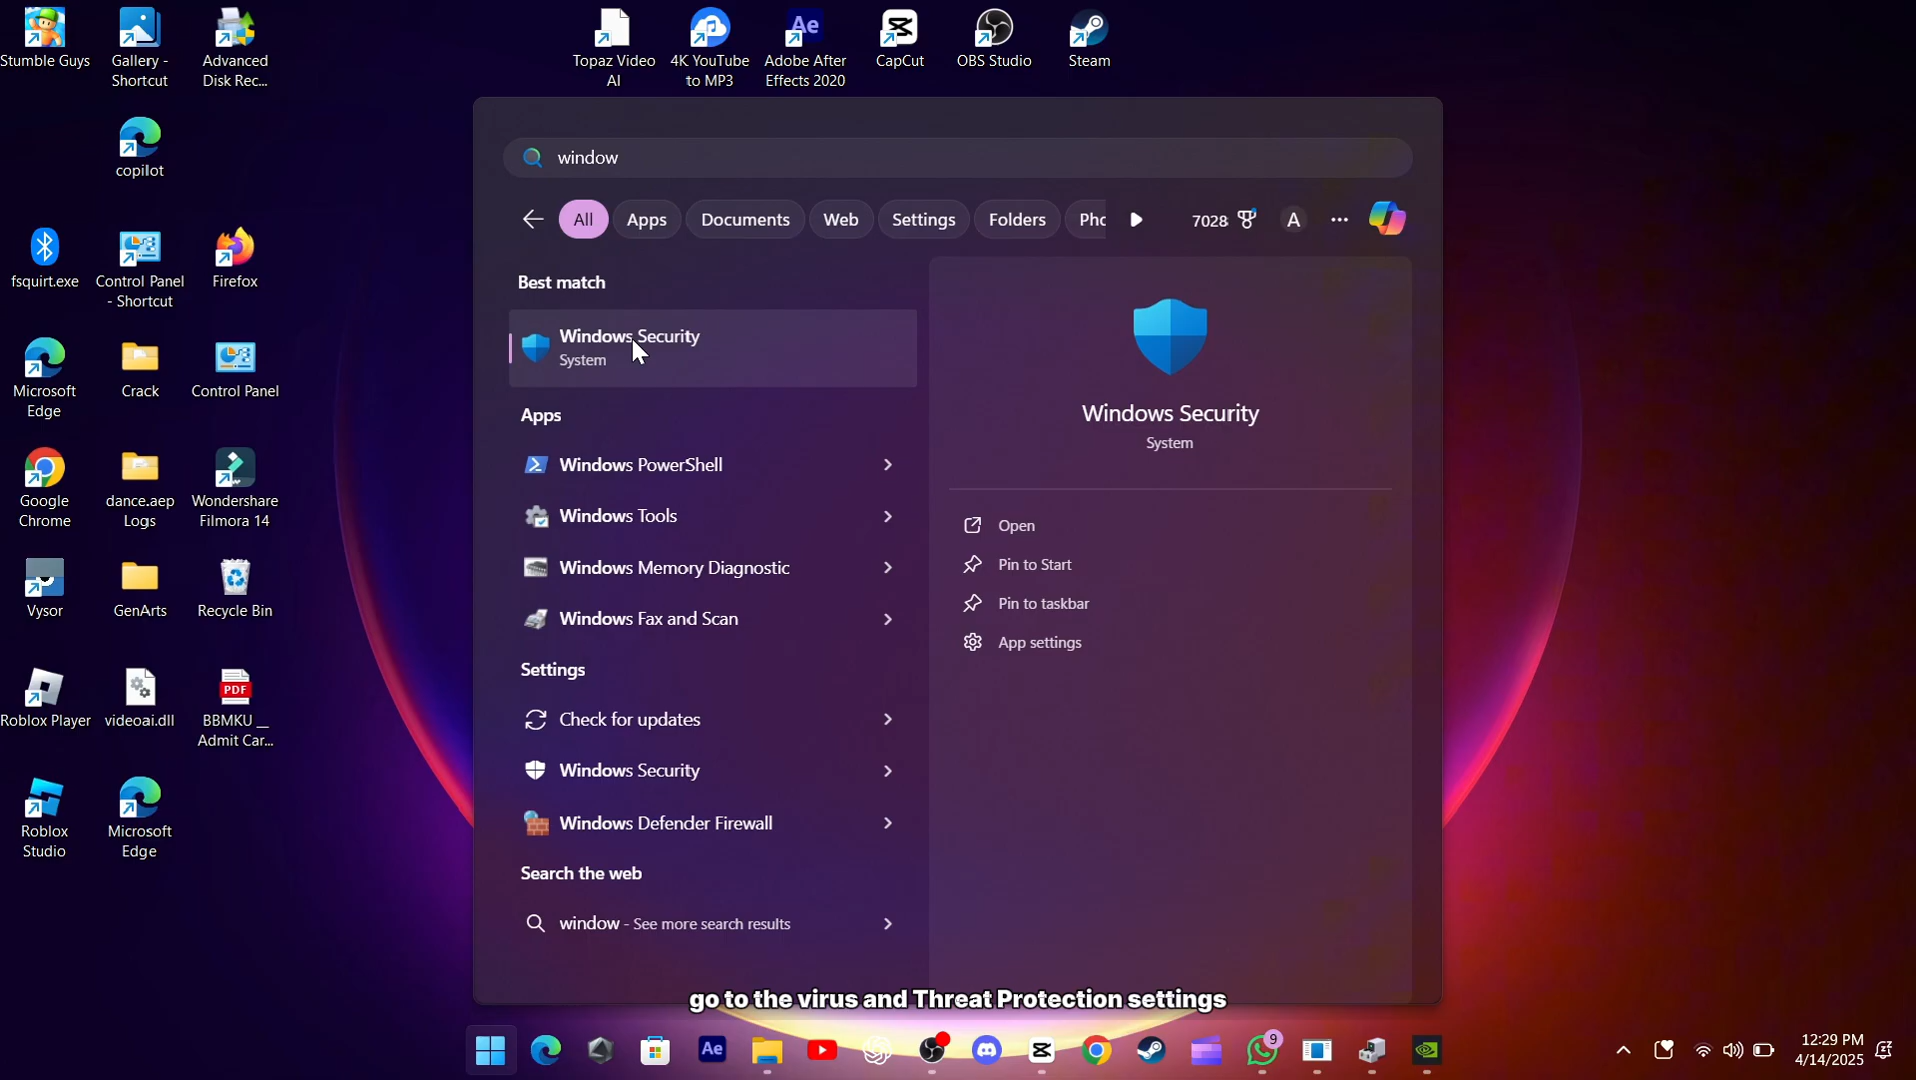 Stumble Guys
Gallery -
Shortcut
Advanced
Disk Rec...
Topaz Video
AI
4K YouTube
to MP3
Ae
Adobe After
Effects 2020
CapCut
OBS Studio
Steam
copilot
fsquirt.exe
Control Panel
- Shortcut
Firefox
Microsoft
Edge
Crack
Control Panel
Google
Chrome
dance.aep
Logs
Wondershare
Filmora 14
Vysor
GenArts
Recycle Bin
Roblox Player
videoai.dll
PDF
BBMKU __
Admit Car...
Roblox
Studio
Microsoft
Edge
window
All
Apps
Documents
Web
Settings
Folders
Phc
7028
A
Best match
Windows Security
System
Apps
Windows PowerShell
Windows Tools
Windows Memory Diagnostic
Windows Fax and Scan
Settings
Check for updates
Windows Security
Windows Defender Firewall
Search the web
window - See more search results
Windows Security
System
Open
Pin to Start
Pin to taskbar
App settings
go to the virus and Threat Protection settings
Ae
9
12:29 PM
4/14/2025